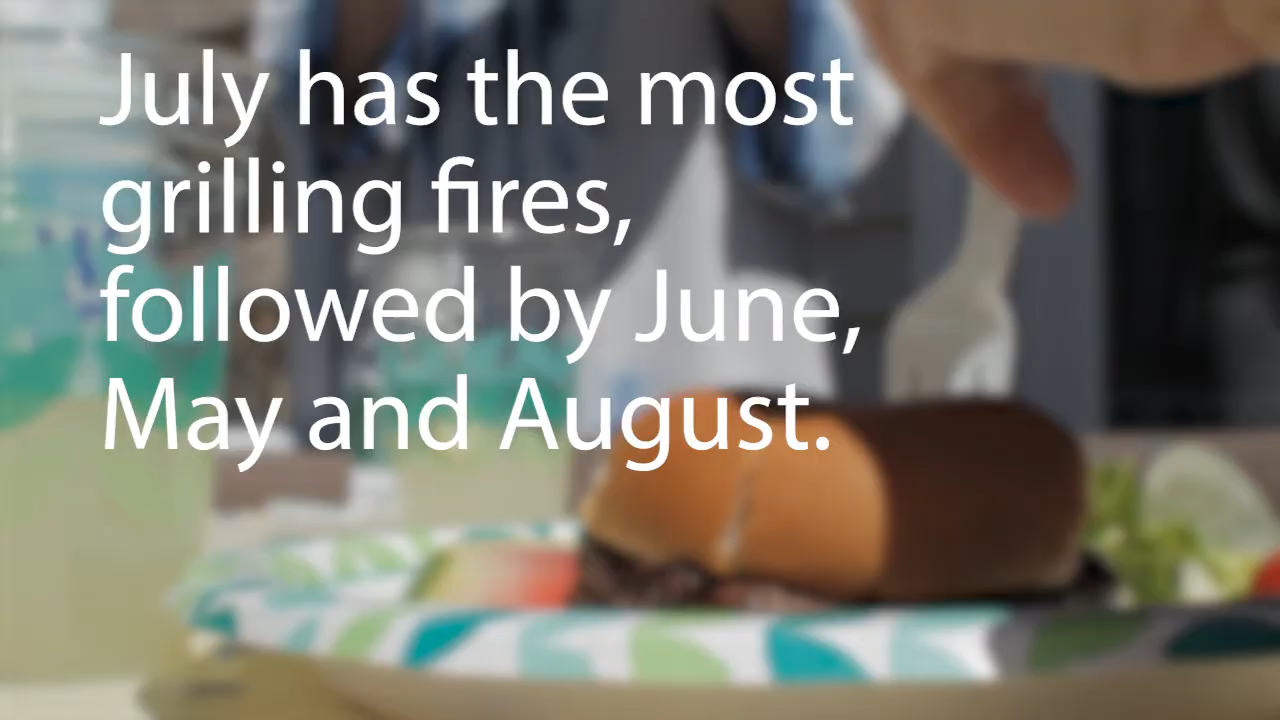 July has the most
grilling fires,
followed by June,
May and August.